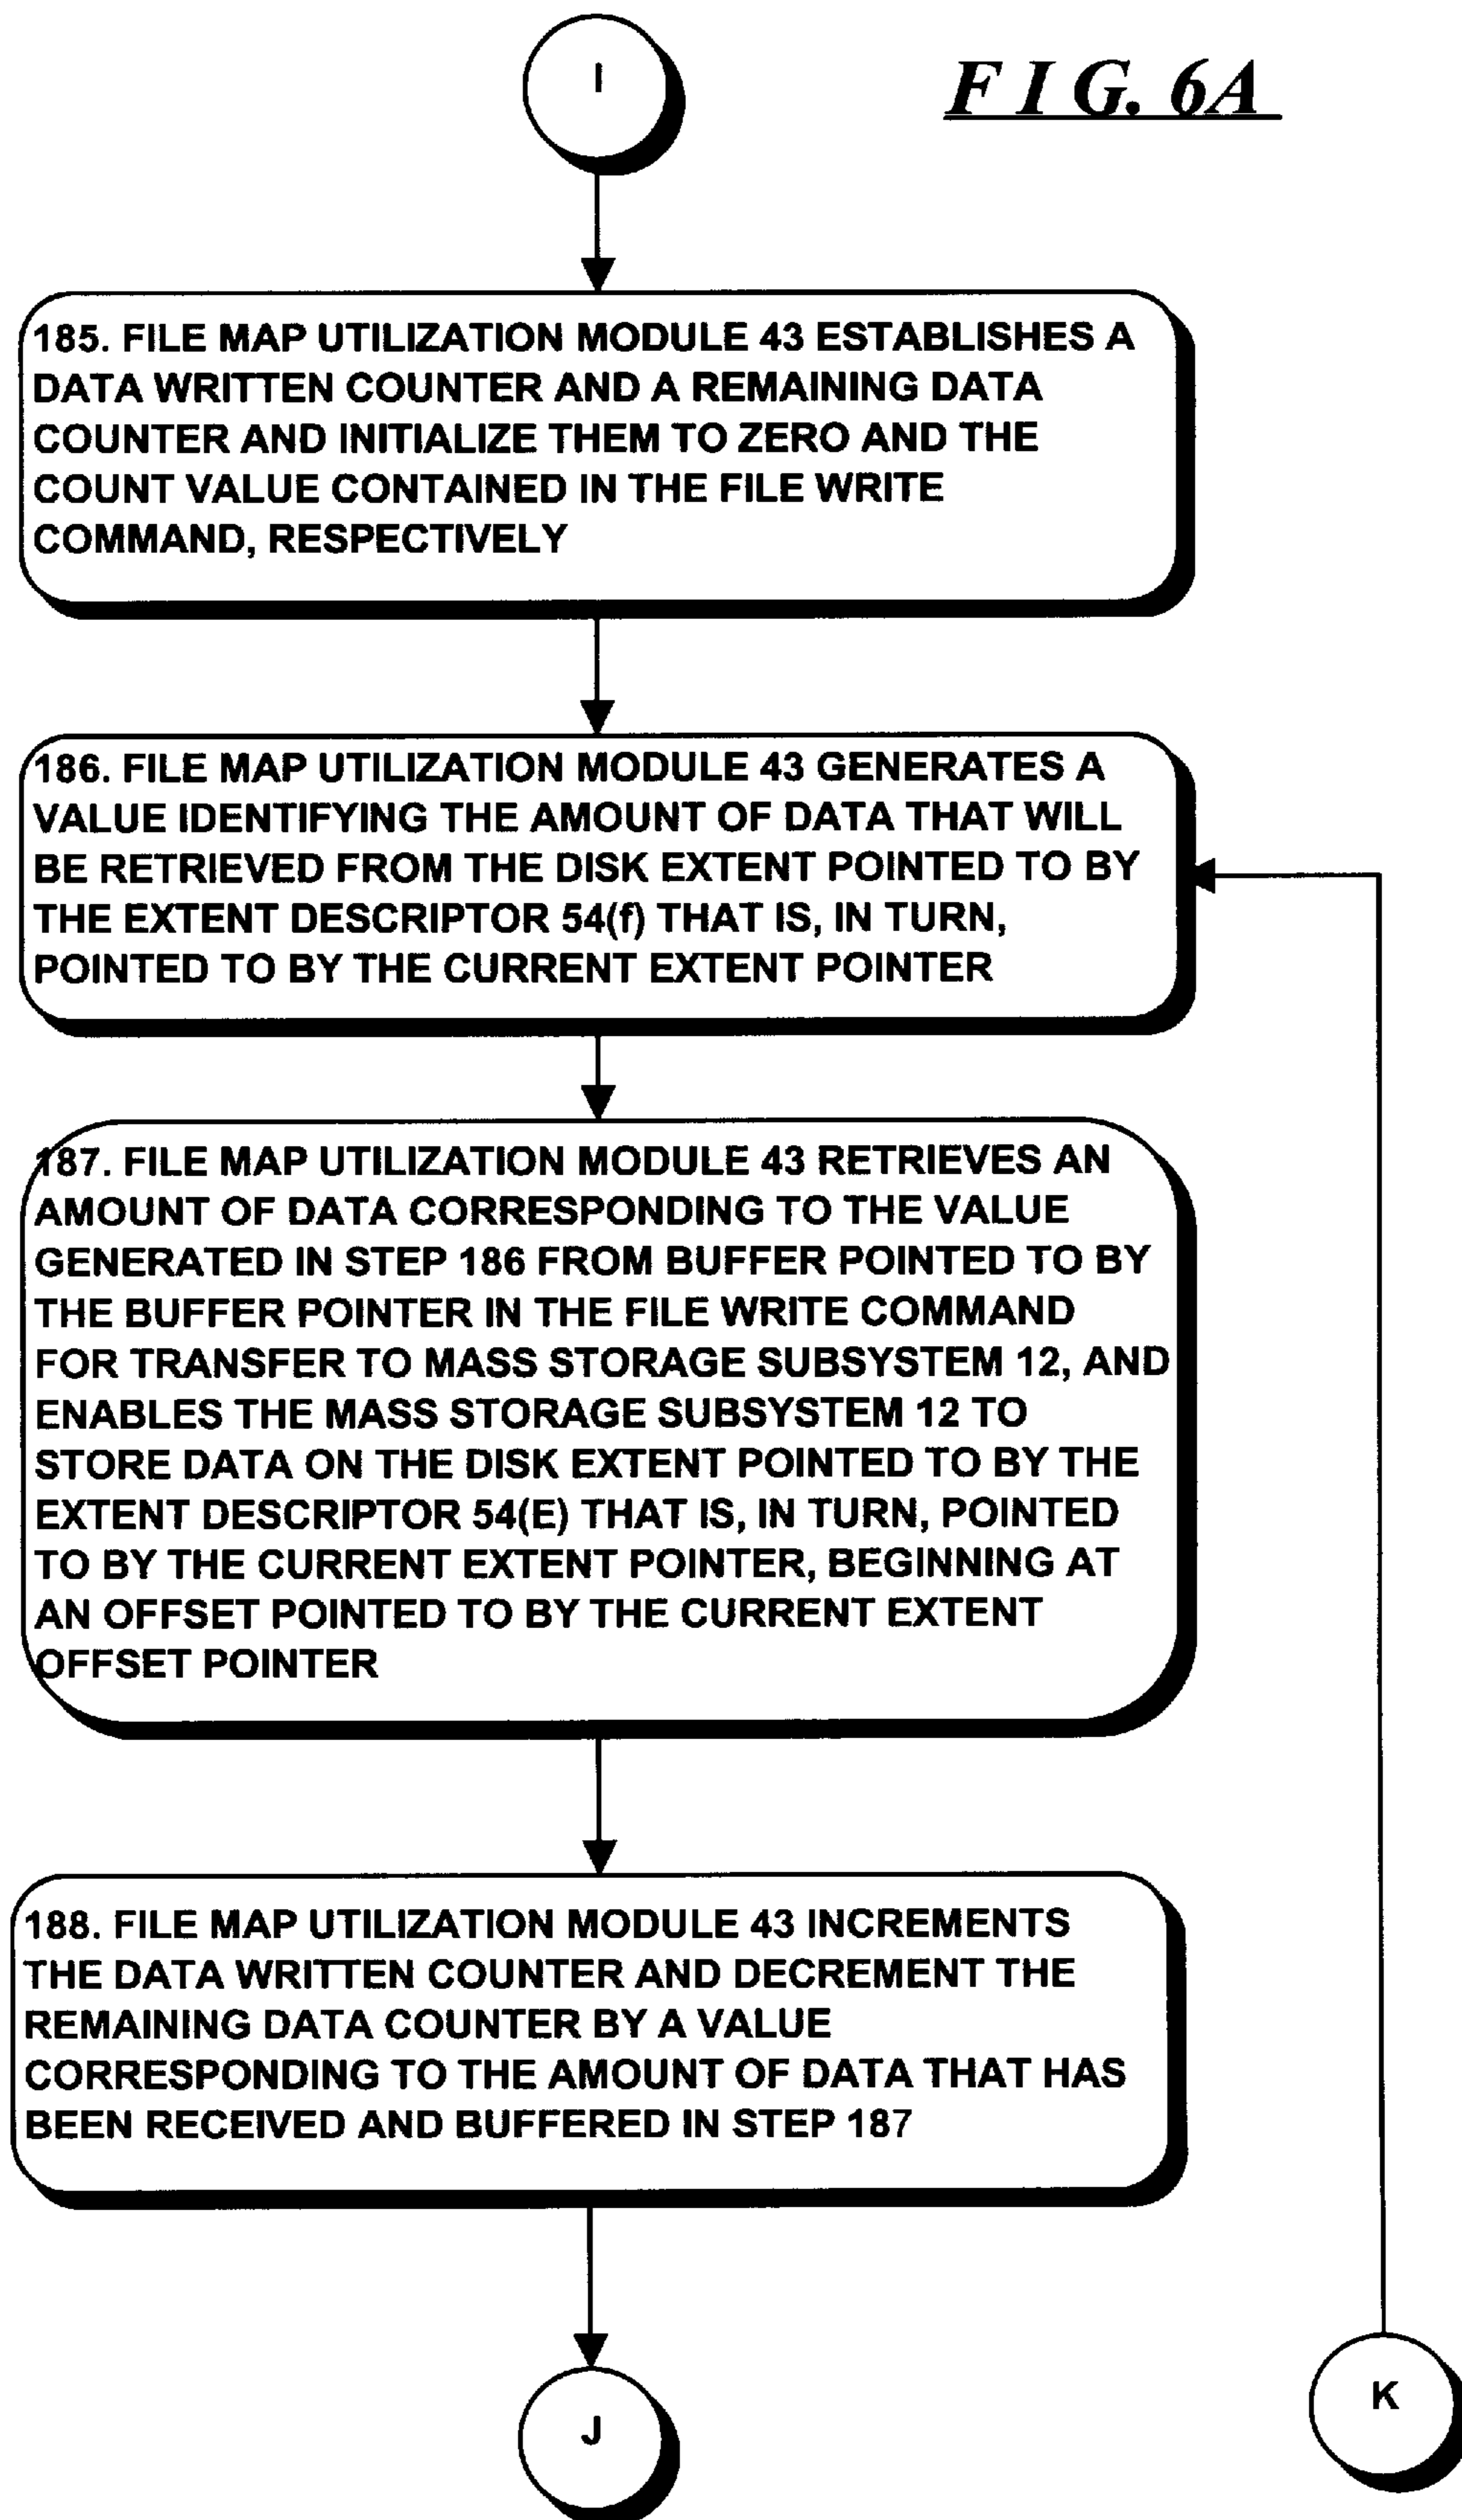 I
FIG. 6A
185. FILE MAP UTILIZATION MODULE 43 ESTABLISHES A
DATA WRITTEN COUNTER AND A REMAINING DATA
COUNTER AND INITIALIZE THEM TO ZERO AND THE
COUNT VALUE CONTAINED IN THE FILE WRITE
COMMAND, RESPECTIVELY
186. FILE MAP UTILIZATION MODULE 43 GENERATES A
VALUE IDENTIFYING THE AMOUNT OF DATA THAT WILL
BE RETRIEVED FROM THE DISK EXTENT POINTED TO BY
THE EXTENT DESCRIPTOR 54(f) THAT IS, IN TURN,
POINTED TO BY THE CURRENT EXTENT POINTER
187. FILE MAP UTILIZATION MODULE 43 RETRIEVES AN
AMOUNT OF DATA CORRESPONDING TO THE VALUE
GENERATED IN STEP 186 FROM BUFFER POINTED TO BY
THE BUFFER POINTER IN THE FILE WRITE COMMAND
FOR TRANSFER TO MASS STORAGE SUBSYSTEM 12, AND
ENABLES THE MASS STORAGE SUBSYSTEM 12 TO
STORE DATA ON THE DISK EXTENT POINTED TO BY THE
EXTENT DESCRIPTOR 54(E) THAT IS, IN TURN, POINTED
TO BY THE CURRENT EXTENT POINTER, BEGINNING AT
AN OFFSET POINTED TO BY THE CURRENT EXTENT
OFFSET POINTER
188. FILE MAP UTILIZATION MODULE 43 INCREMENTS
THE DATA WRITTEN COUNTER AND DECREMENT THE
REMAINING DATA COUNTER BY A VALUE
CORRESPONDING TO THE AMOUNT OF DATA THAT HAS
BEEN RECEIVED AND BUFFERED IN STEP 187
J
K